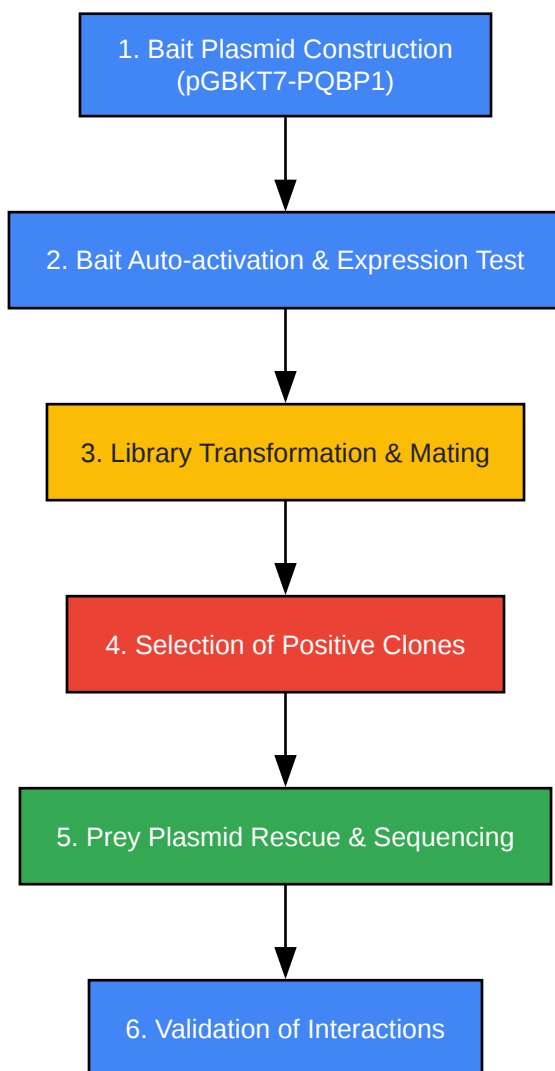 1. Bait Plasmid Construction
(pGBKT7-PQBP1)
2. Bait Auto-activation & Expression Test
3. Library Transformation & Mating
4. Selection of Positive Clones
5. Prey Plasmid Rescue & Sequencing
6. Validation of Interactions